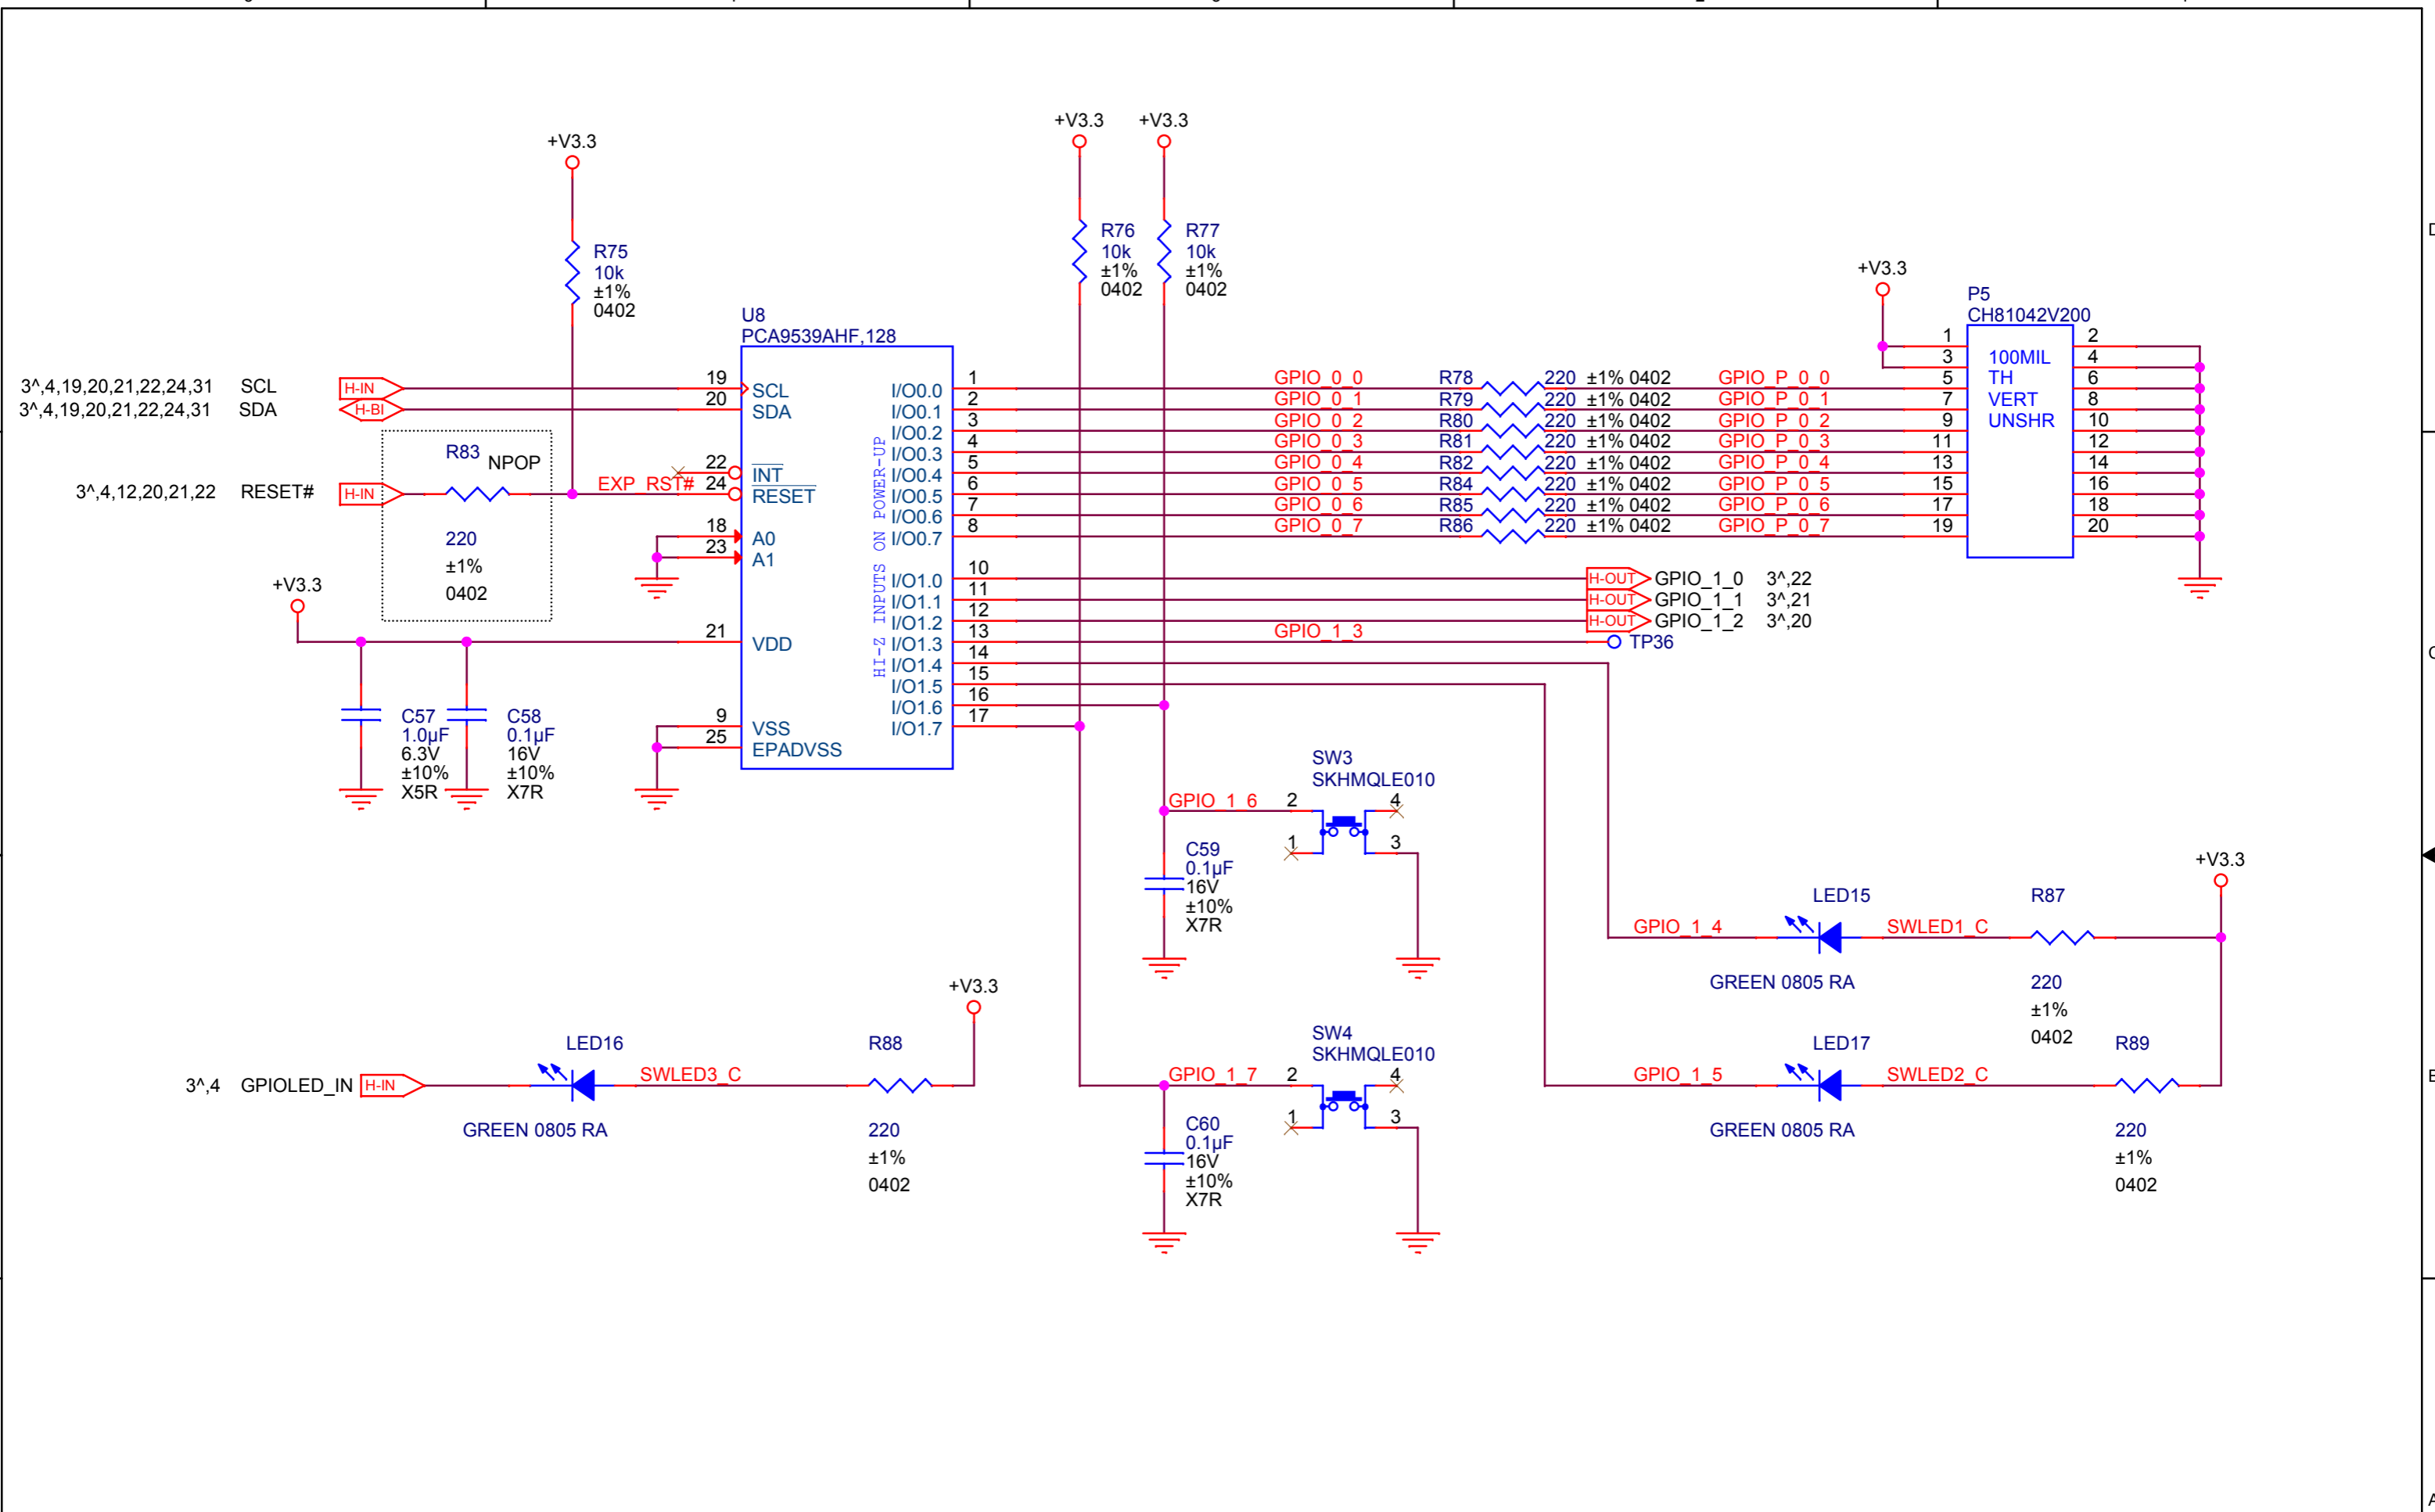 +V3.3
+V3.3
+V3.3
R75
10k
±1%
0402
R76
10k
±1%
0402
R77
10k
±1%
0402
+V3.3
P5
CH81042V200
100MIL
TH
VERT
UNSHR
1
3
5
7
9
11
13
15
17
19
2
4
6
8
10
12
14
16
18
20
U8
PCA9539AHF,128
3^,4,19,20,21,22,24,31 SCL H-IN 19 SCL
3^,4,19,20,21,22,24,31 SDA H-BI 20 SDA
R83 NPOP
220
±1%
0402
3^,4,12,20,21,22 RESET# H-IN EXP_RST# 24 RESET
22 INT
18 A0
23 A1
+V3.3
21 VDD
9 VSS
25 EPADVSS
HI-Z INPUTS ON POWER-UP
I/O0.0 1 GPIO_0_0 R78 220 ±1% 0402 GPIO_P_0_0
I/O0.1 2 GPIO_0_1 R79 220 ±1% 0402 GPIO_P_0_1
I/O0.2 3 GPIO_0_2 R80 220 ±1% 0402 GPIO_P_0_2
I/O0.3 4 GPIO_0_3 R81 220 ±1% 0402 GPIO_P_0_3
I/O0.4 5 GPIO_0_4 R82 220 ±1% 0402 GPIO_P_0_4
I/O0.5 6 GPIO_0_5 R84 220 ±1% 0402 GPIO_P_0_5
I/O0.6 7 GPIO_0_6 R85 220 ±1% 0402 GPIO_P_0_6
I/O0.7 8 GPIO_0_7 R86 220 ±1% 0402 GPIO_P_0_7
I/O1.0 10 H-OUT GPIO_1_0 3^,22
I/O1.1 11 H-OUT GPIO_1_1 3^,21
I/O1.2 12 H-OUT GPIO_1_2 3^,20
I/O1.3 13 GPIO_1_3 TP36
I/O1.4 14
I/O1.5 15
I/O1.6 16
I/O1.7 17
C57
1.0µF
6.3V
±10%
X5R
C58
0.1µF
16V
±10%
X7R
SW3
SKHMQLE010
GPIO_1_6 2 4
1 3
C59
0.1µF
16V
±10%
X7R
+V3.3
LED15 R87
GPIO_1_4 SWLED1_C
GREEN 0805 RA 220
±1%
0402
LED17 R89
GPIO_1_5 SWLED2_C
GREEN 0805 RA 220
±1%
0402
+V3.3
LED16 R88
3^,4 GPIOLED_IN H-IN SWLED3_C
GREEN 0805 RA 220
±1%
0402
SW4
SKHMQLE010
GPIO_1_7 2 4
1 3
C60
0.1µF
16V
±10%
X7R